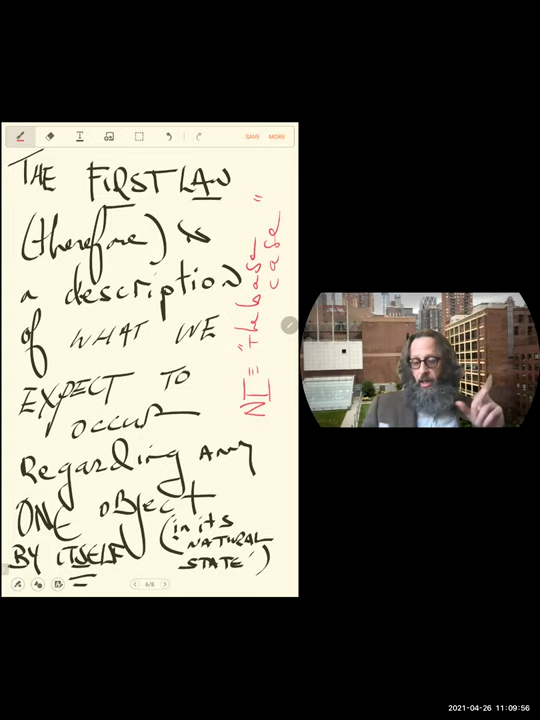 SAVE MORE
THE FIRST LAW
(therefore) is
a description
of WHAT WE
EXPECT TO
OCCUR
Regarding ANY
ONE OBJECT
BY ITSELF
(in its
'NATURAL
STATE')
N1 = "the base
case"
6/8
2021-04-26 11:09:56